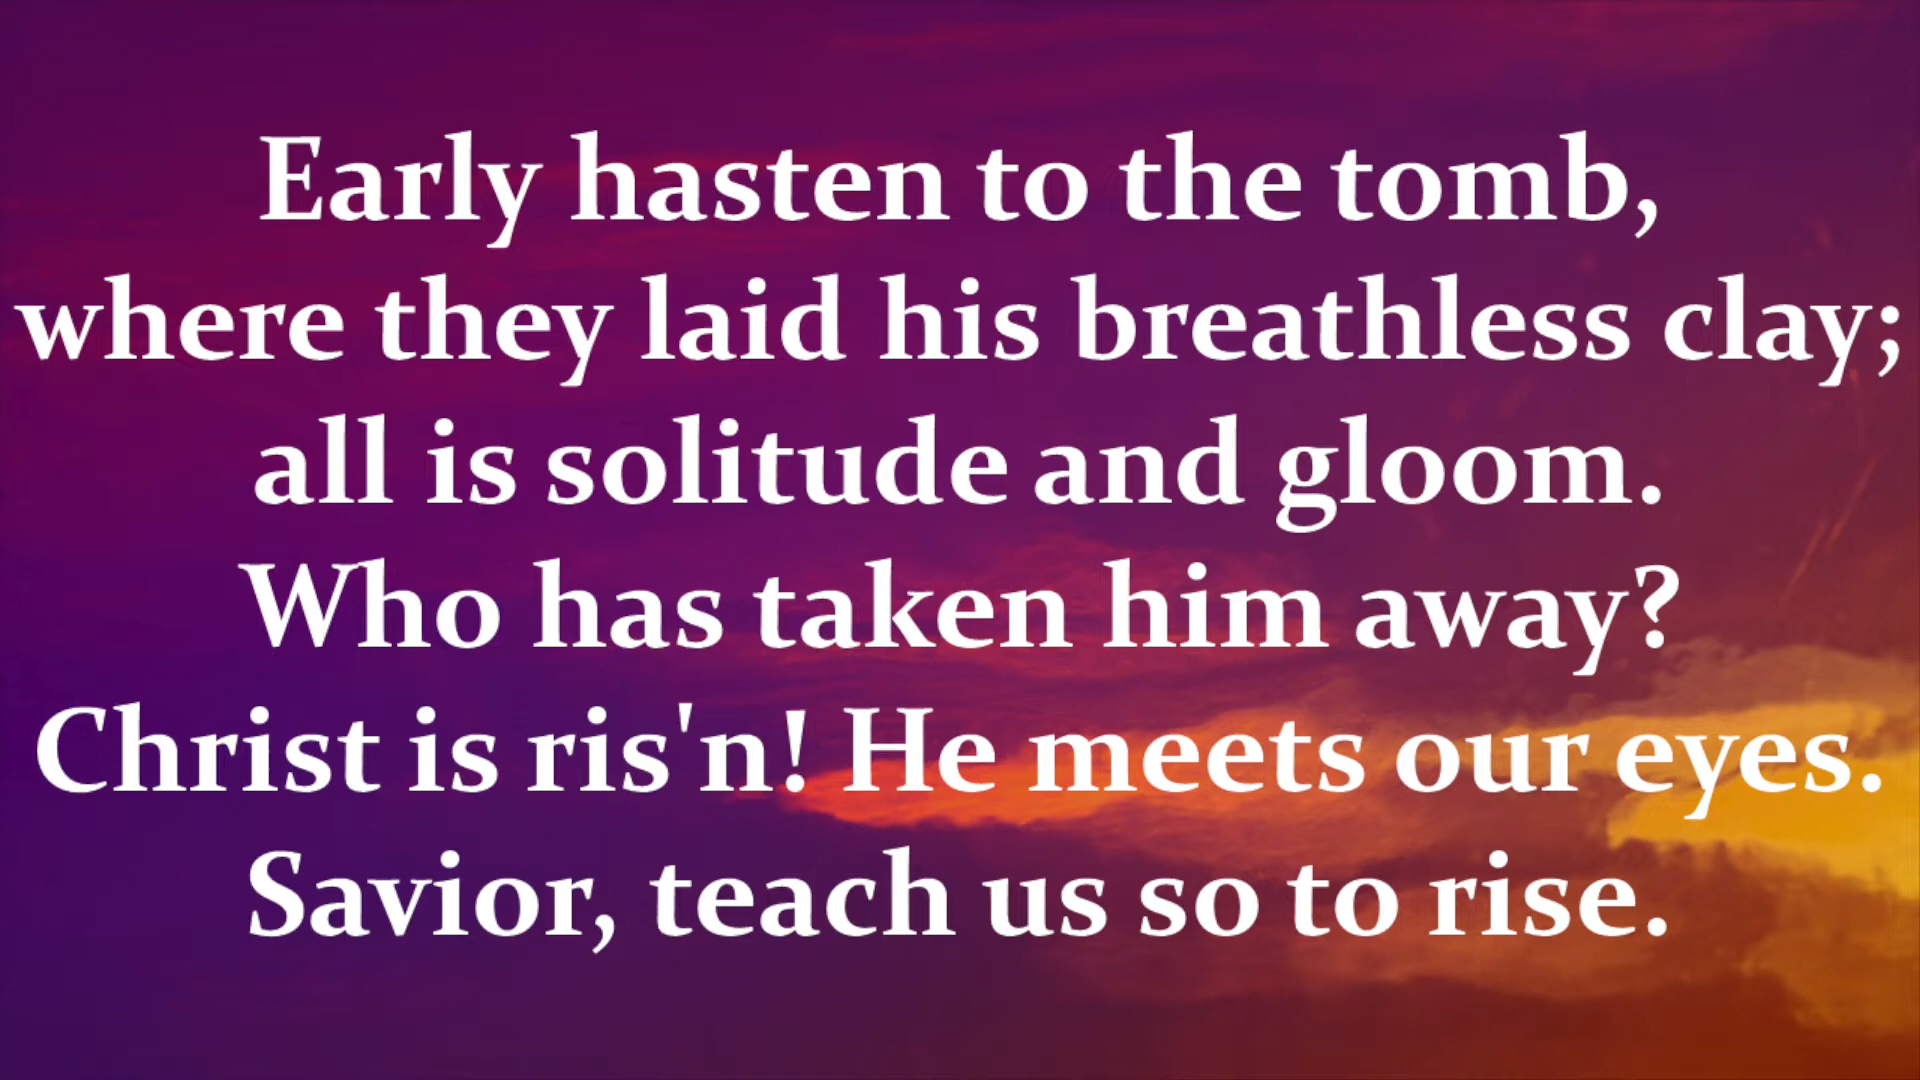 Early hasten to the tomb,
where they laid his breathless clay;
all is solitude and gloom.
Who has taken him away?
Christ is ris'n! He meets our eyes.
Savior, teach us so to rise.